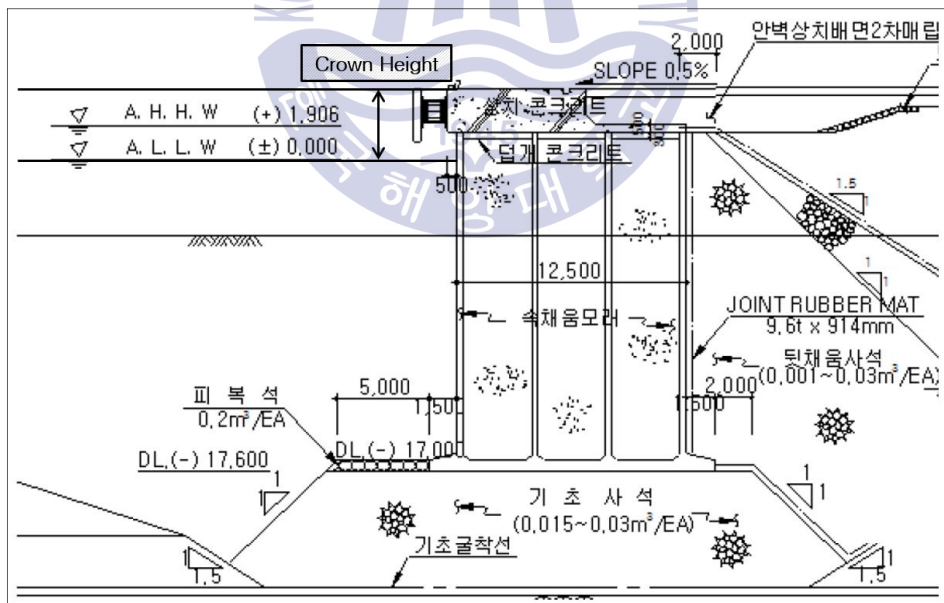 안벽상치배면2차매립
2,000
Crown Height
SLOPE 0.5%
A. H. H. W (+) 1,906
상치 콘크리트
A. L. L. W (±) 0,000
덮개 콘크리트
500
500
1.5
1
12,500
1
1
JOINT RUBBER MAT
9.6t x 914mm
속채움모래
뒷채움사석
(0.001~0.03m³/EA)
5,000
2,000
피 복 석
1,500
1,500
0.2m³/EA
DL.(-) 17,000
DL.(-) 17,600
1
1
1
1
기 초 사 석
(0.015~0.03m³/EA)
기초굴착선
1
1.5
1
1.5